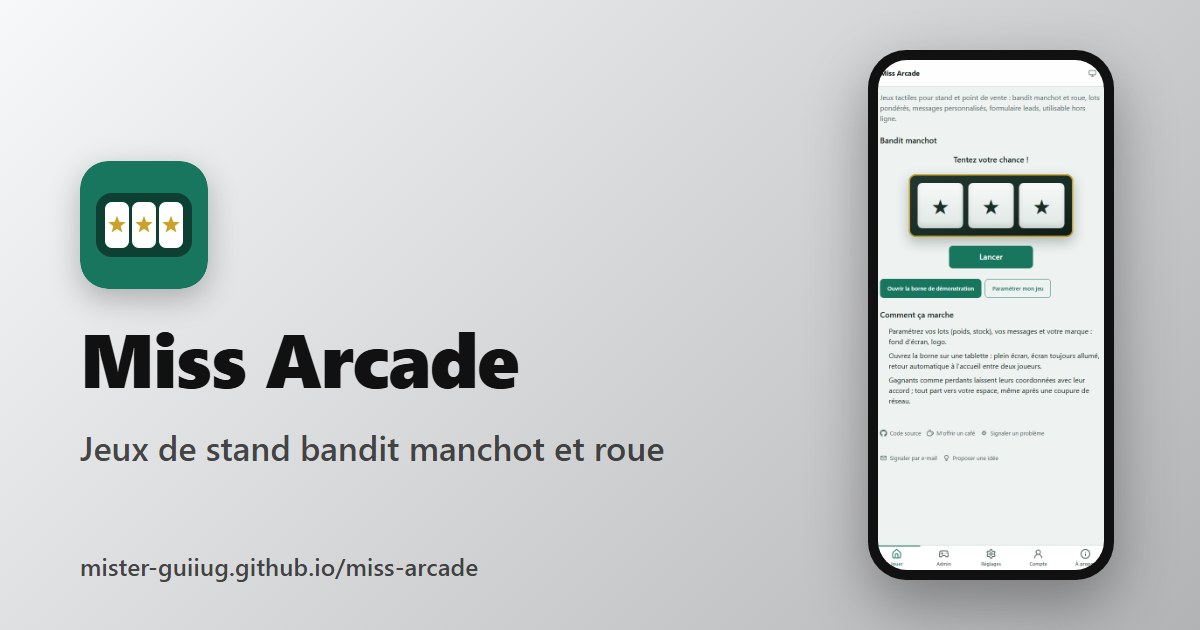 Miss Arcade
Jeux de stand bandit manchot et roue
mister-guiiug.github.io/miss-arcade
Miss Arcade
Jeux tactiles pour stand et point de vente : bandit manchot et roue, lots
pondérés, messages personnalisés, formulaire leads, utilisable hors
ligne.
Bandit manchot
Tentez votre chance !
Lancer
Ouvrir la borne de démonstration
Paramétrer mon jeu
Comment ça marche
Paramétrez vos lots (poids, stock), vos messages et votre marque :
fond d'écran, logo.
Ouvrez la borne sur une tablette : plein écran, écran toujours allumé,
retour automatique à l'accueil entre deux joueurs.
Gagnants comme perdants laissent leurs coordonnées avec leur
accord ; tout part vers votre espace, même après une coupure de
réseau.
Code source M'offrir un café Signaler un problème
Signaler par e-mail Proposer une idée
Jouer Admin Réglages Compte À prop